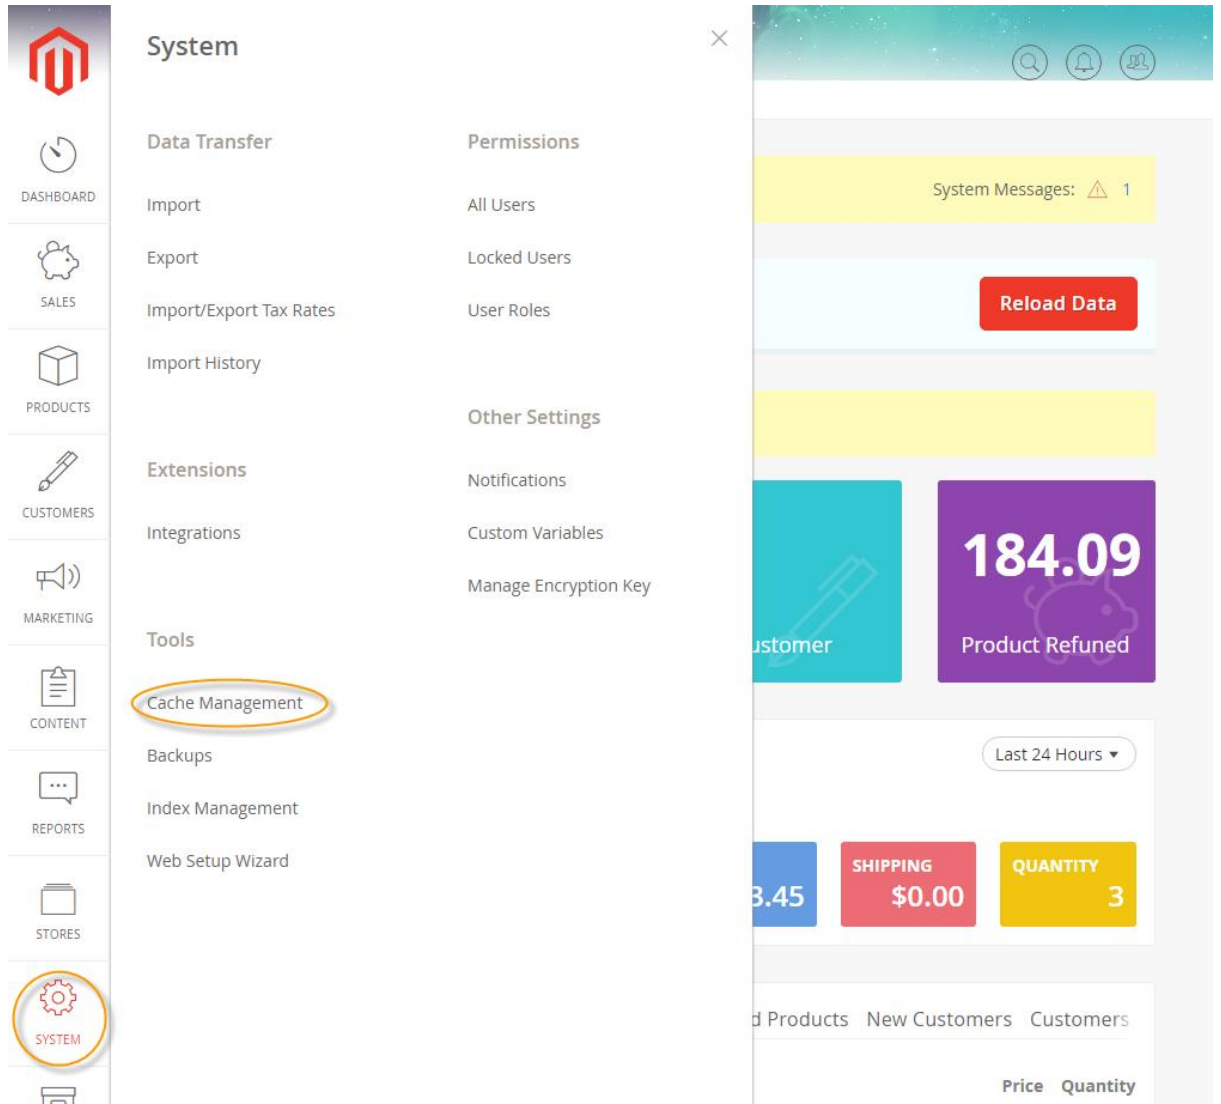 System
Data Transfer
Import
Export
Import/Export Tax Rates
Import History
Extensions
Integrations
Tools
Cache Management
Backups
Index Management
Web Setup Wizard
Permissions
All Users
Locked Users
User Roles
Other Settings
Notifications
Custom Variables
Manage Encryption Key
DASHBOARD
SALES
PRODUCTS
CUSTOMERS
MARKETING
CONTENT
REPORTS
STORES
SYSTEM
System Messages: 1
Reload Data
184.09
Product Refuned
Last 24 Hours
3.45
SHIPPING
$0.00
QUANTITY
3
Products New Customers Customers
Price Quantity